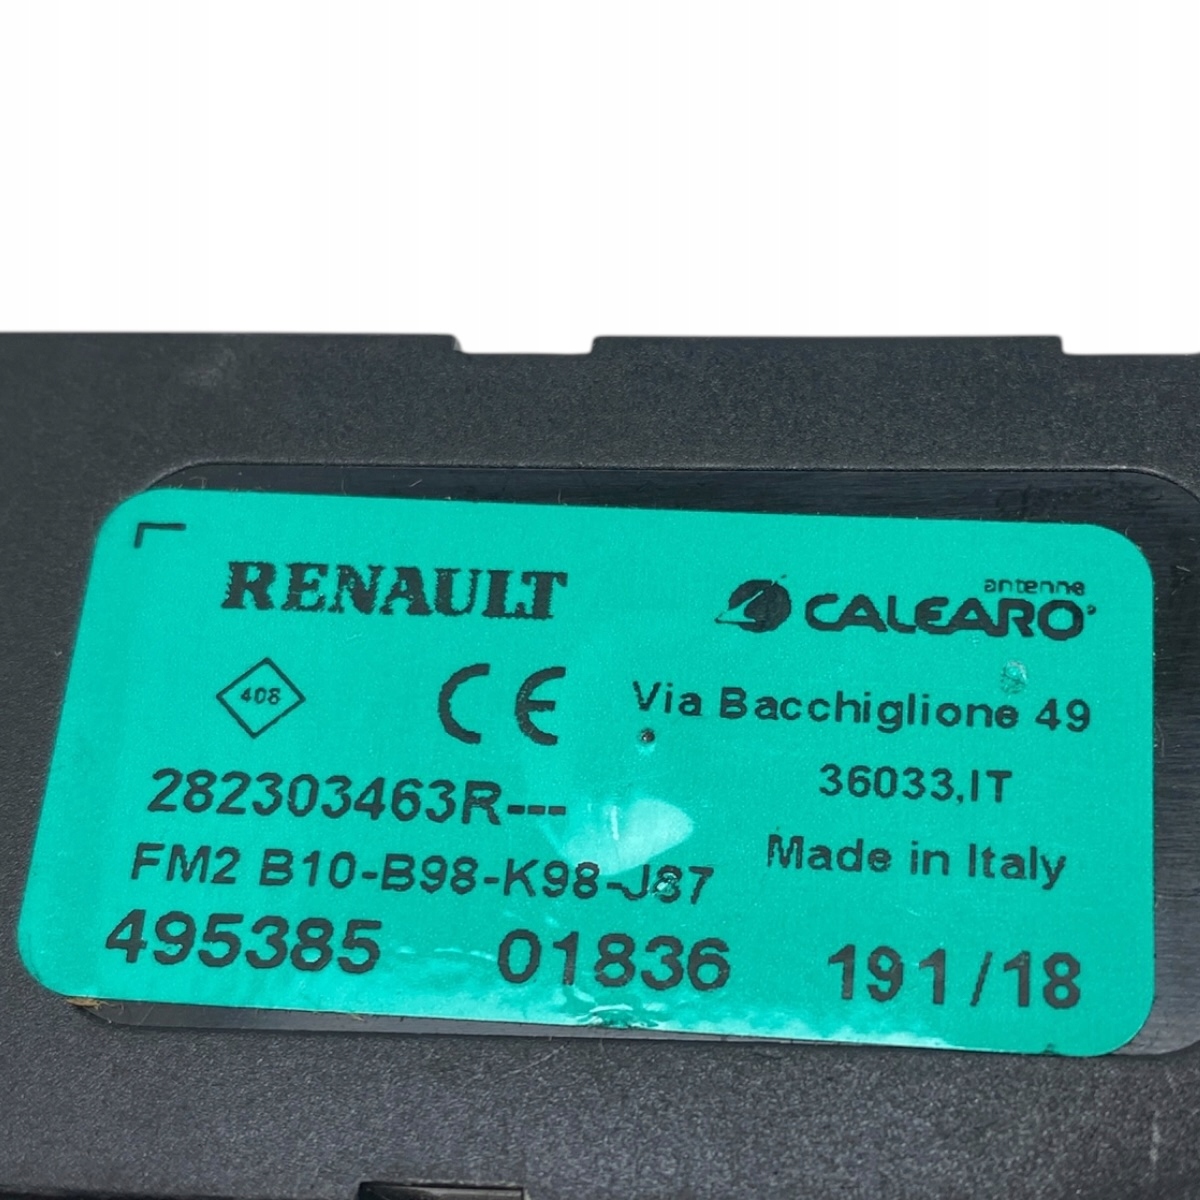 RENAULT
antenne
CALEARO
408
CE
Via Bacchiglione 49
36033,IT
Made in Italy
282303463R---
FM2 B10-B98-K98-J87
495385 01836 191/18